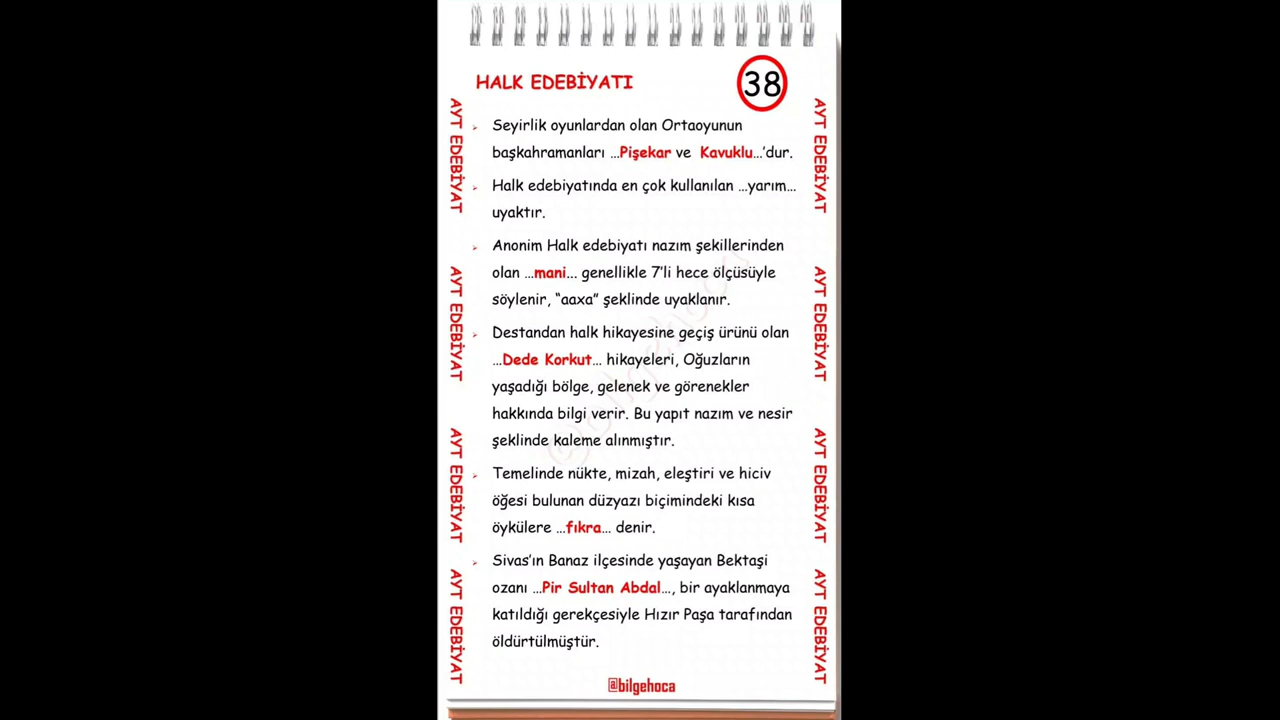 HALK EDEBİYATI
38
Seyirlik oyunlardan olan Ortaoyunun
başkahramanları ...Pişekar ve Kavuklu...'dur.
Halk edebiyatında en çok kullanılan ...yarım...
uyaktır.
Anonim Halk edebiyatı nazım şekillerinden
olan ...mani... genellikle 7'li hece ölçüsüyle
söylenir, “aaxa” şeklinde uyaklanır.
Destandan halk hikayesine geçiş ürünü olan
...Dede Korkut... hikayeleri, Oğuzların
yaşadığı bölge, gelenek ve görenekler
hakkında bilgi verir. Bu yapıt nazım ve nesir
şeklinde kaleme alınmıştır.
Temelinde nükte, mizah, eleştiri ve hiciv
öğesi bulunan düzyazı biçimindeki kısa
öykülere ...fıkra... denir.
Sivas'ın Banaz ilçesinde yaşayan Bektaşi
ozanı ...Pir Sultan Abdal..., bir ayaklanmaya
katıldığı gerekçesiyle Hızır Paşa tarafından
öldürtülmüştür.
@bilgehoca
AYT EDEBİYAT
AYT EDEBİYAT
AYT EDEBİYAT
AYT EDEBİYAT
AYT EDEBİYAT
AYT EDEBİYAT
AYT EDEBİYAT
AYT EDEBİYAT
@bilgehoca